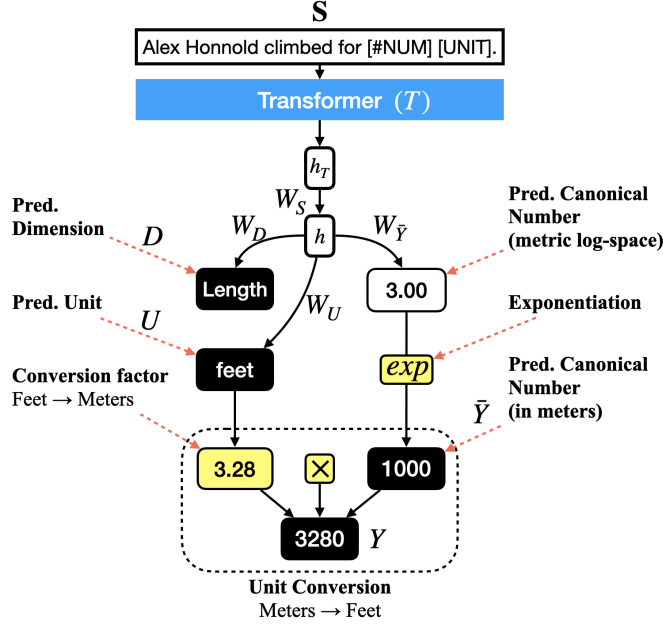 S
Alex Honnold climbed for [#NUM] [UNIT].
Transformer (T)
h_T
W_S
Pred.
Dimension
D
W_D
h
W_Ȳ
Pred. Canonical
Number
(metric log-space)
Length
3.00
Pred. Unit
U
W_U
Exponentiation
feet
exp
Conversion factor
Feet → Meters
Pred. Canonical
Number
(in meters)
Ȳ
3.28
×
1000
3280
Y
Unit Conversion
Meters → Feet